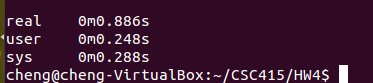 real 0m0.886s
user 0m0.248s
sys 0m0.288s
cheng@cheng-VirtualBox:~/CSC415/HW4$